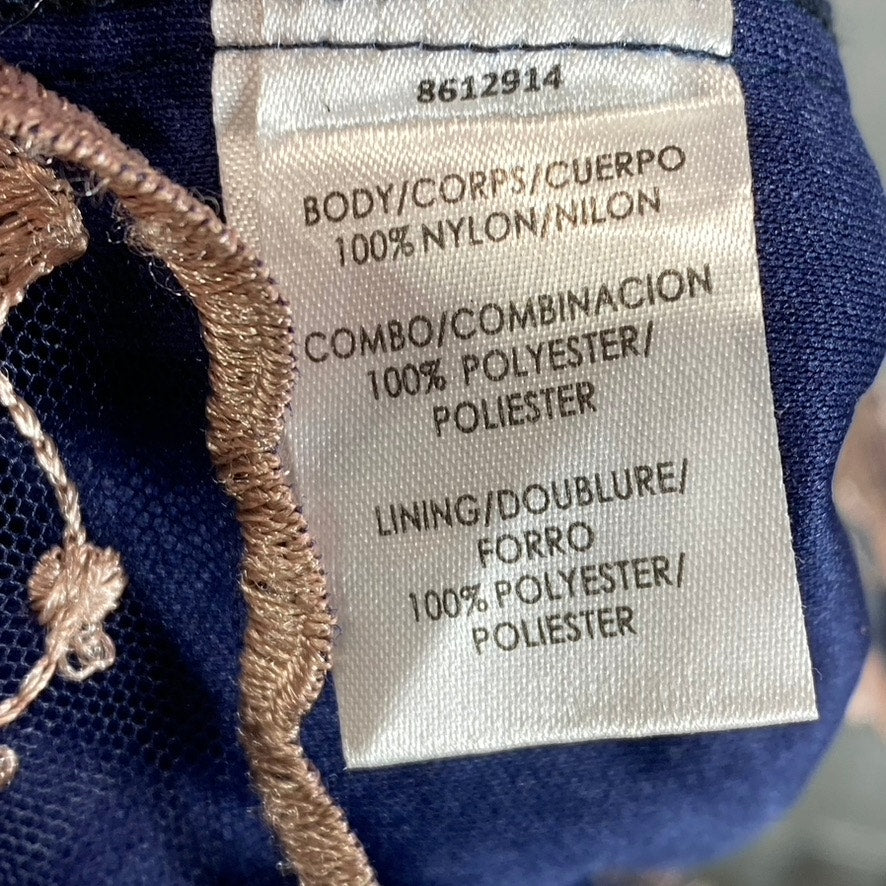 8612914
BODY/CORPS/CUERPO
100% NYLON/NILON
COMBO/COMBINACION
100% POLYESTER/
POLIESTER
LINING/DOUBLURE/
FORRO
100% POLYESTER/
POLIESTER